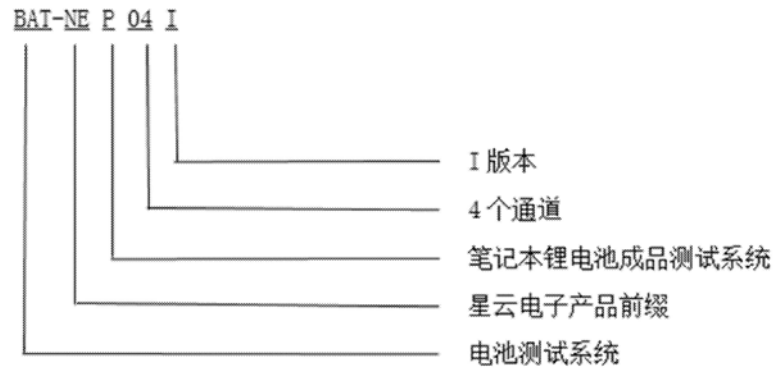 BAT-NE P 04 I
I 版本
4 个通道
笔记本锂电池成品测试系统
星云电子产品前缀
电池测试系统